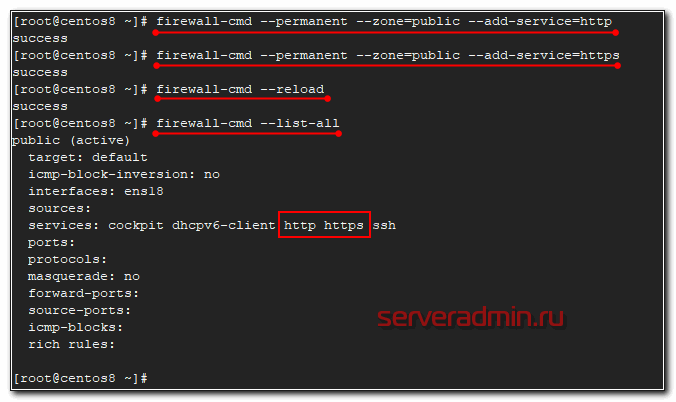 [root@centos8 ~]# firewall-cmd --permanent --zone=public --add-service=http
success
[root@centos8 ~]# firewall-cmd --permanent --zone=public --add-service=https
success
[root@centos8 ~]# firewall-cmd --reload
success
[root@centos8 ~]# firewall-cmd --list-all
public (active)
  target: default
  icmp-block-inversion: no
  interfaces: ens18
  sources:
  services: cockpit dhcpv6-client http https ssh
  ports:
  protocols:
  masquerade: no
  forward-ports:
  source-ports:
  icmp-blocks:
  rich rules:
serveradmin.ru
[root@centos8 ~]#